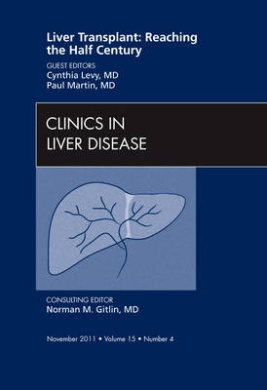 Liver Transplant: Reaching
the Half Century
GUEST EDITORS
Cynthia Levy, MD
Paul Martin, MD
CLINICS IN
LIVER DISEASE
CONSULTING EDITOR
Norman M. Gitlin, MD
November 2011 • Volume 15 • Number 4